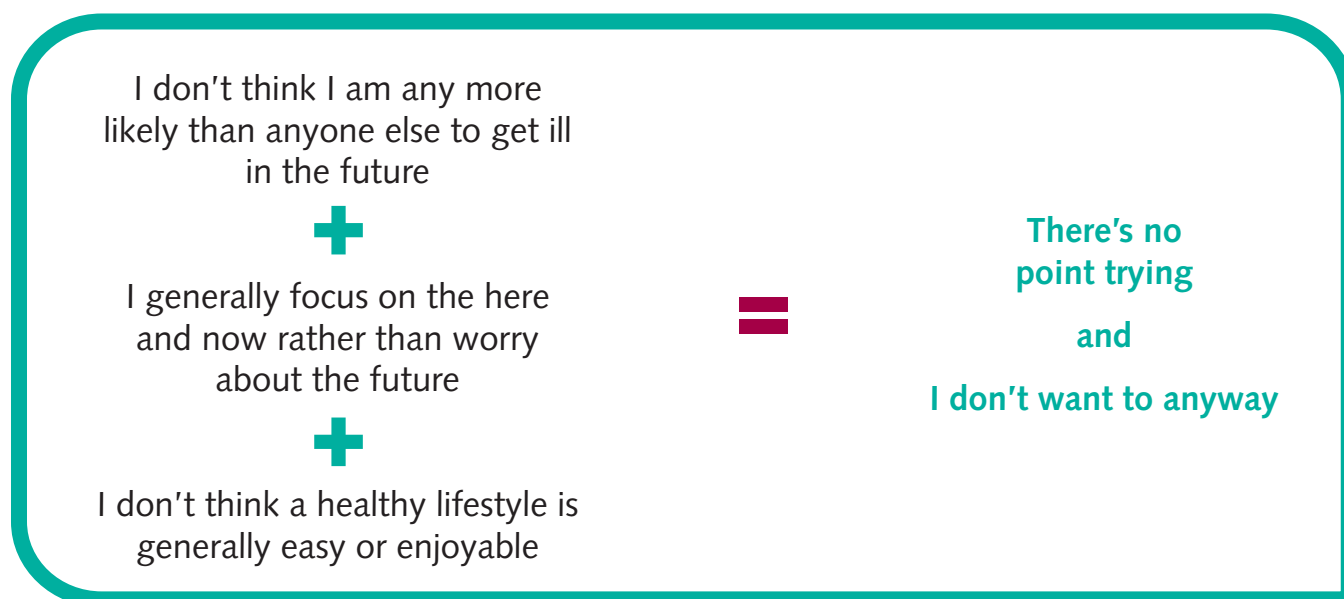 I don't think I am any more
likely than anyone else to get ill
in the future
+
I generally focus on the here
and now rather than worry
about the future
+
I don't think a healthy lifestyle is
generally easy or enjoyable
=
There's no
point trying
and
I don't want to anyway